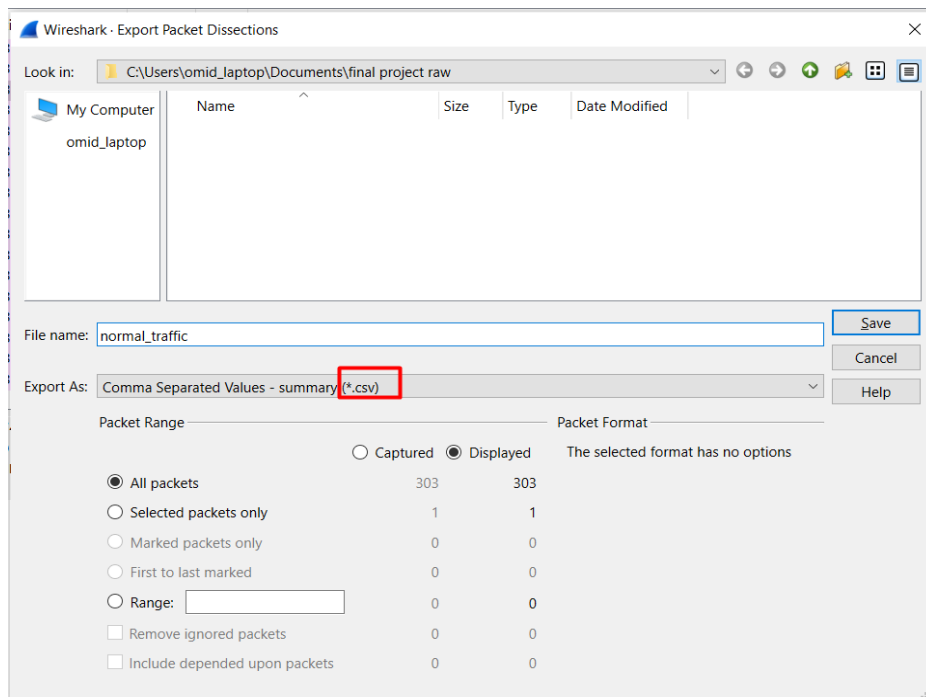 Wireshark · Export Packet Dissections
Look in: C:\Users\omid_laptop\Documents\final project raw
My Computer
omid_laptop
Name Size Type Date Modified
File name: normal_traffic
Save
Cancel
Export As: Comma Separated Values - summary (*.csv)
Help
Packet Range Packet Format
Captured Displayed The selected format has no options
All packets 303 303
Selected packets only 1 1
Marked packets only 0 0
First to last marked 0 0
Range: 0 0
Remove ignored packets 0 0
Include depended upon packets 0 0